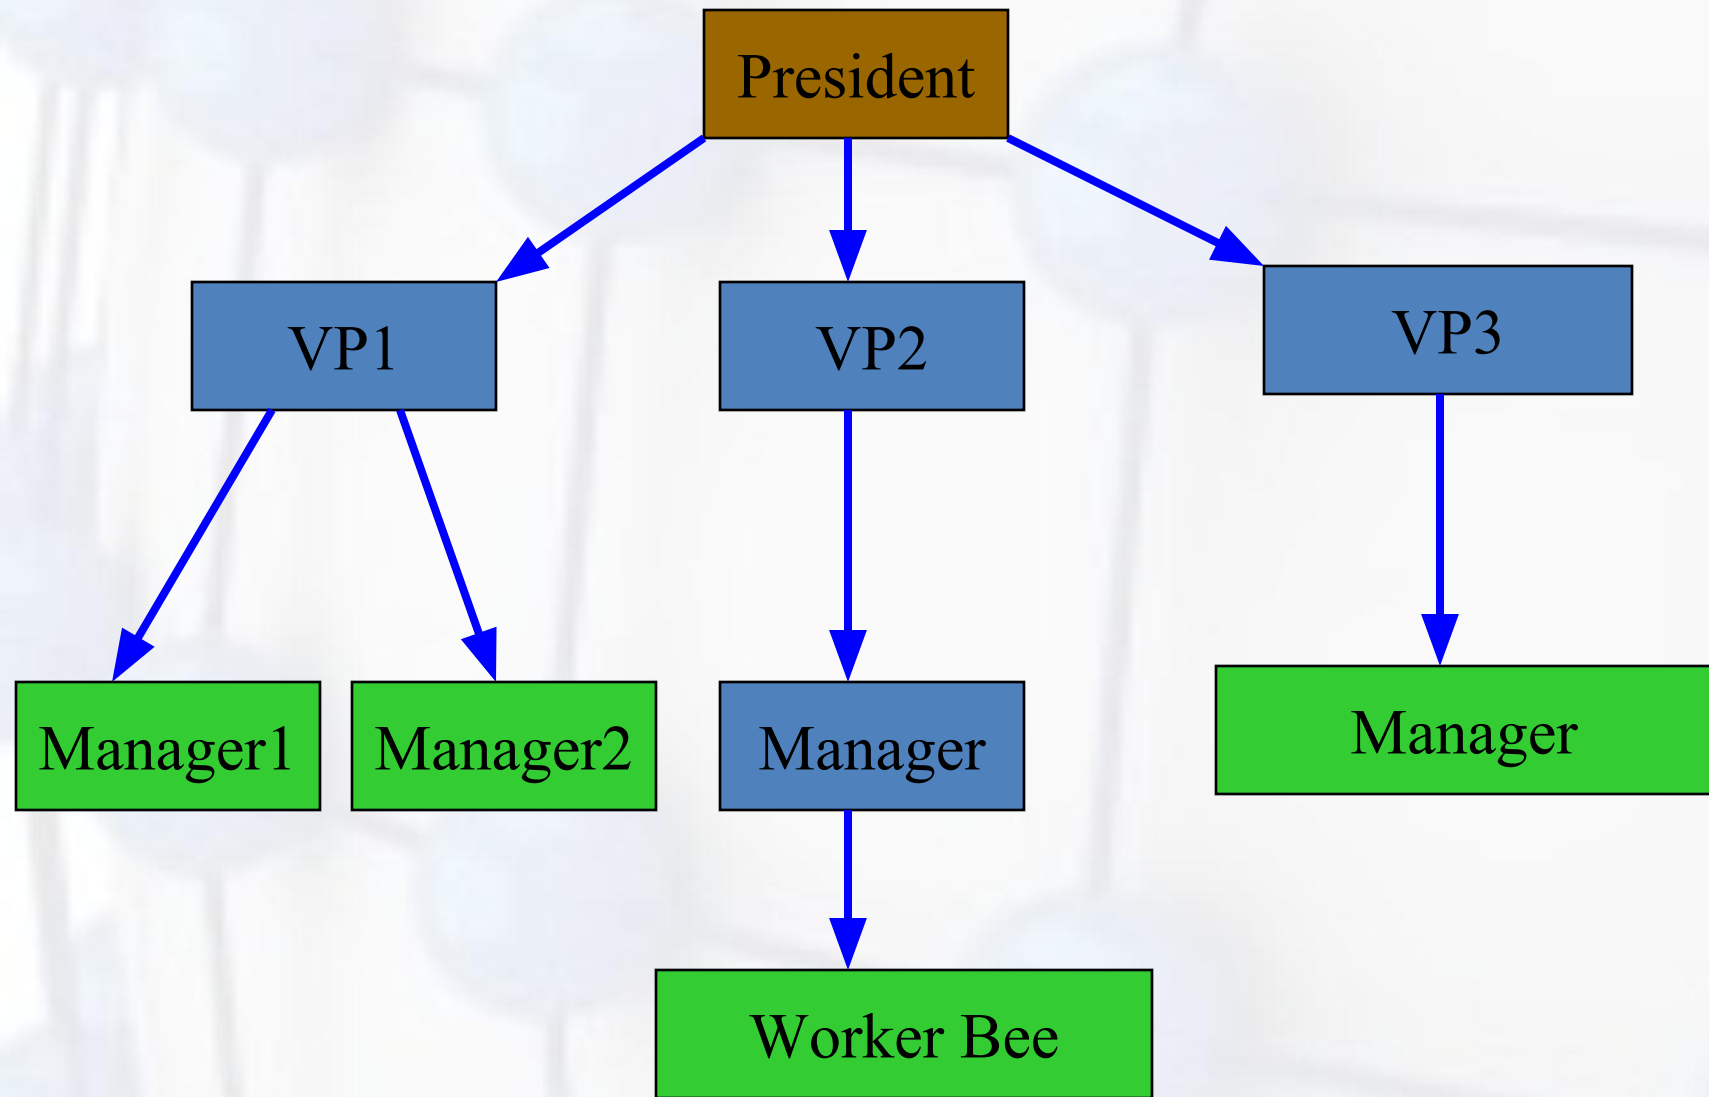 President
VP1
VP2
VP3
Manager1
Manager2
Manager
Manager
Worker Bee